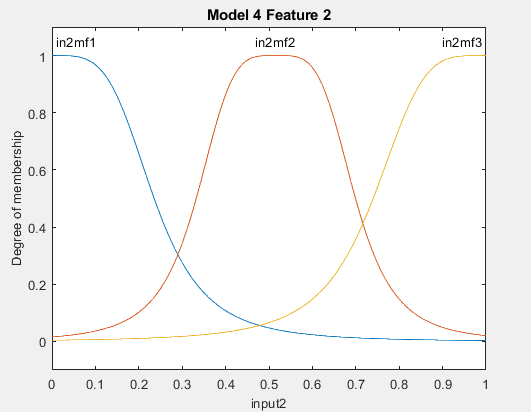 Model 4 Feature 2
in2mf1 in2mf2 in2mf3
1
0.8
0.6
0.4
0.2
0
Degree of membership
0 0.1 0.2 0.3 0.4 0.5 0.6 0.7 0.8 0.9 1
input2